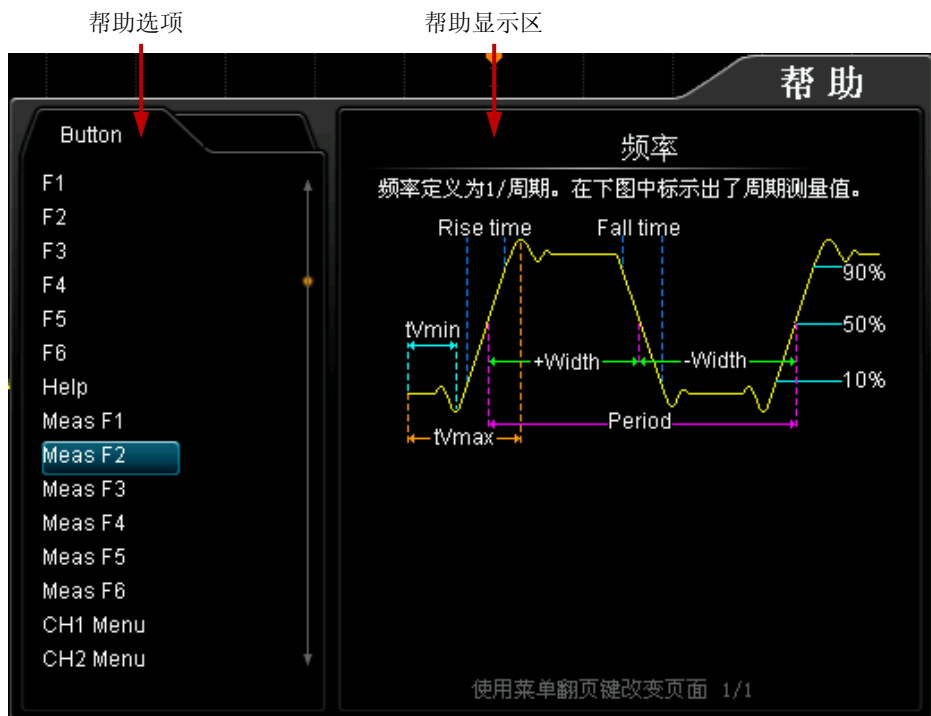 帮助选项
帮助显示区
帮助
Button
F1
F2
F3
F4
F5
F6
Help
Meas F1
Meas F2
Meas F3
Meas F4
Meas F5
Meas F6
CH1 Menu
CH2 Menu
频率
频率定义为1/周期。在下图中标示出了周期测量值。
Rise time
Fall time
90%
tVmin
50%
+Width
-Width
10%
Period
tVmax
使用菜单翻页键改变页面 1/1